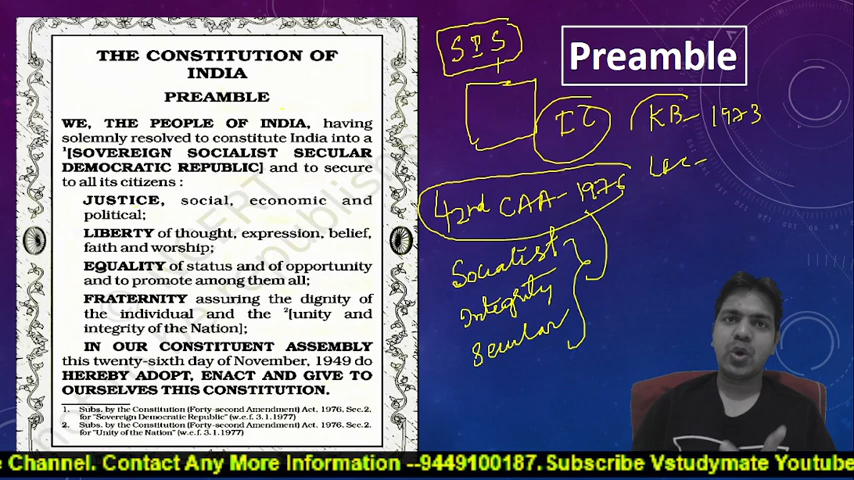 THE CONSTITUTION OF
INDIA
PREAMBLE
WE, THE PEOPLE OF INDIA, having
solemnly resolved to constitute India into a
¹[SOVEREIGN SOCIALIST SECULAR
DEMOCRATIC REPUBLIC] and to secure
to all its citizens :
JUSTICE, social, economic and
political;
LIBERTY of thought, expression, belief,
faith and worship;
EQUALITY of status and of opportunity
and to promote among them all;
FRATERNITY assuring the dignity of
the individual and the ²[unity and
integrity of the Nation];
IN OUR CONSTITUENT ASSEMBLY
this twenty-sixth day of November, 1949 do
HEREBY ADOPT, ENACT AND GIVE TO
OURSELVES THIS CONSTITUTION.
1. Subs. by the Constitution (Forty-second Amendment) Act, 1976, Sec.2,
for "Sovereign Democratic Republic" (w.e.f. 3.1.1977)
2. Subs. by the Constitution (Forty-second Amendment) Act, 1976, Sec.2,
for "Unity of the Nation" (w.e.f. 3.1.1977)
Preamble
SIS
KB- 1973
42nd CAA- 1976
Socialist
Integrity
Secular
e Channel. Contact Any More Information --9449100187. Subscribe Vstudymate Youtube